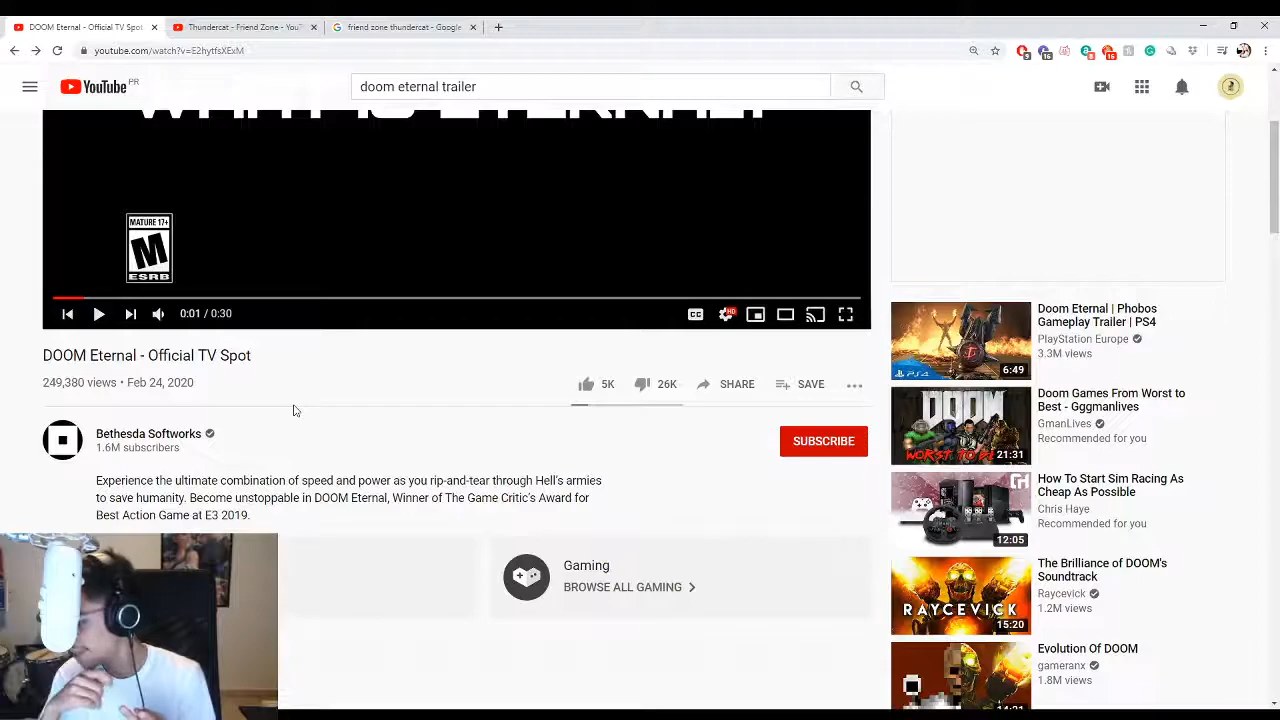 DOOM Eternal - Official TV Spot
Thundercat - Friend Zone - YouT
friend zone thundercat - Google
youtube.com/watch?v=E2hytfsXExM
YouTube PR
doom eternal trailer
WHAT IS ETERNAL?
MATURE 17+
M
ESRB
0:01 / 0:30
CC
HD
DOOM Eternal - Official TV Spot
249,380 views • Feb 24, 2020
5K
26K
SHARE
SAVE
Bethesda Softworks
1.6M subscribers
SUBSCRIBE
Experience the ultimate combination of speed and power as you rip-and-tear through Hell's armies
to save humanity. Become unstoppable in DOOM Eternal, Winner of The Game Critic's Award for
Best Action Game at E3
Gaming
BROWSE ALL GAMING
PS4
6:49
Doom Eternal | Phobos
Gameplay Trailer | PS4
PlayStation Europe
3.3M views
DOOM
21:31
Doom Games From Worst to
Best - Gggmanlives
GmanLives
Recommended for you
12:05
How To Start Sim Racing As
Cheap As Possible
Chris Haye
Recommended for you
RAYCEVICK
15:20
The Brilliance of DOOM's
Soundtrack
Raycevick
1.2M views
Evolution Of DOOM
gameranx
1.8M views